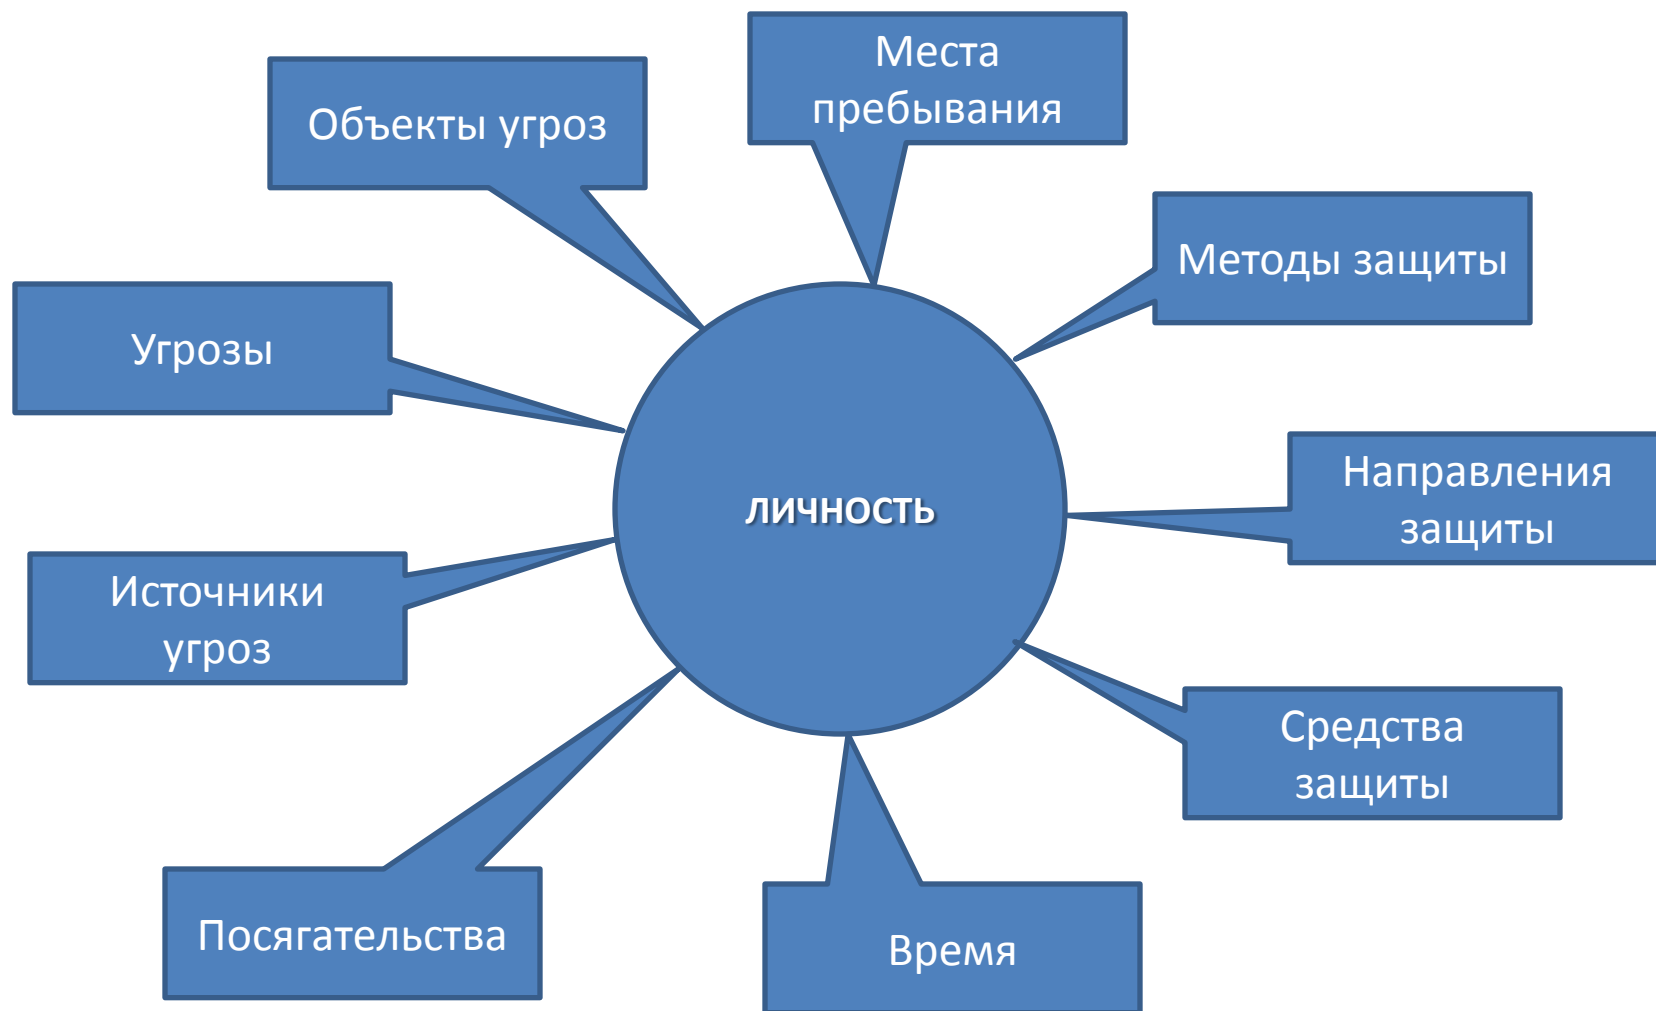 Места
пребывания
Объекты угроз
Методы защиты
Угрозы
Направления
защиты
личность
Источники
угроз
Средства
защиты
Посягательства
Время